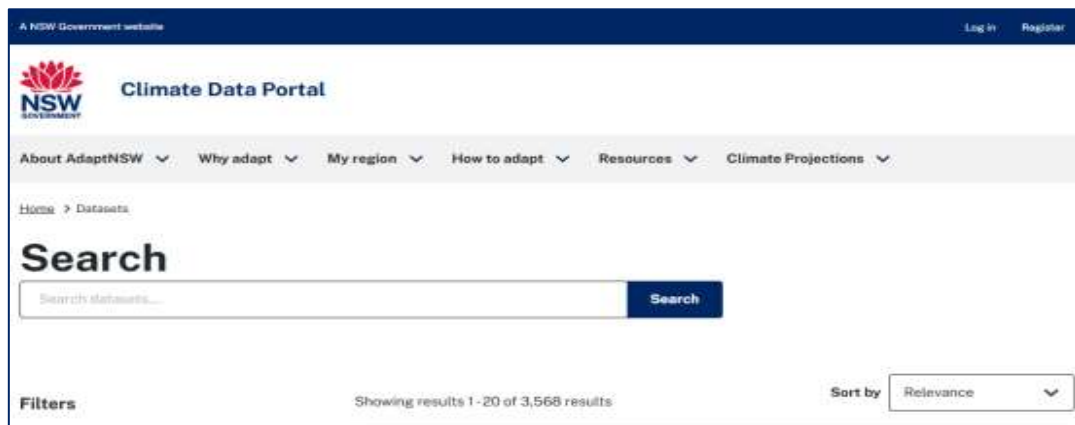 A NSW Government website Log in Register
NSW
GOVERNMENT
Climate Data Portal
About AdaptNSW Why adapt My region How to adapt Resources Climate Projections
Home > Datasets
Search
Search datasets... Search
Filters Showing results 1-20 of 3,568 results Sort by Relevance